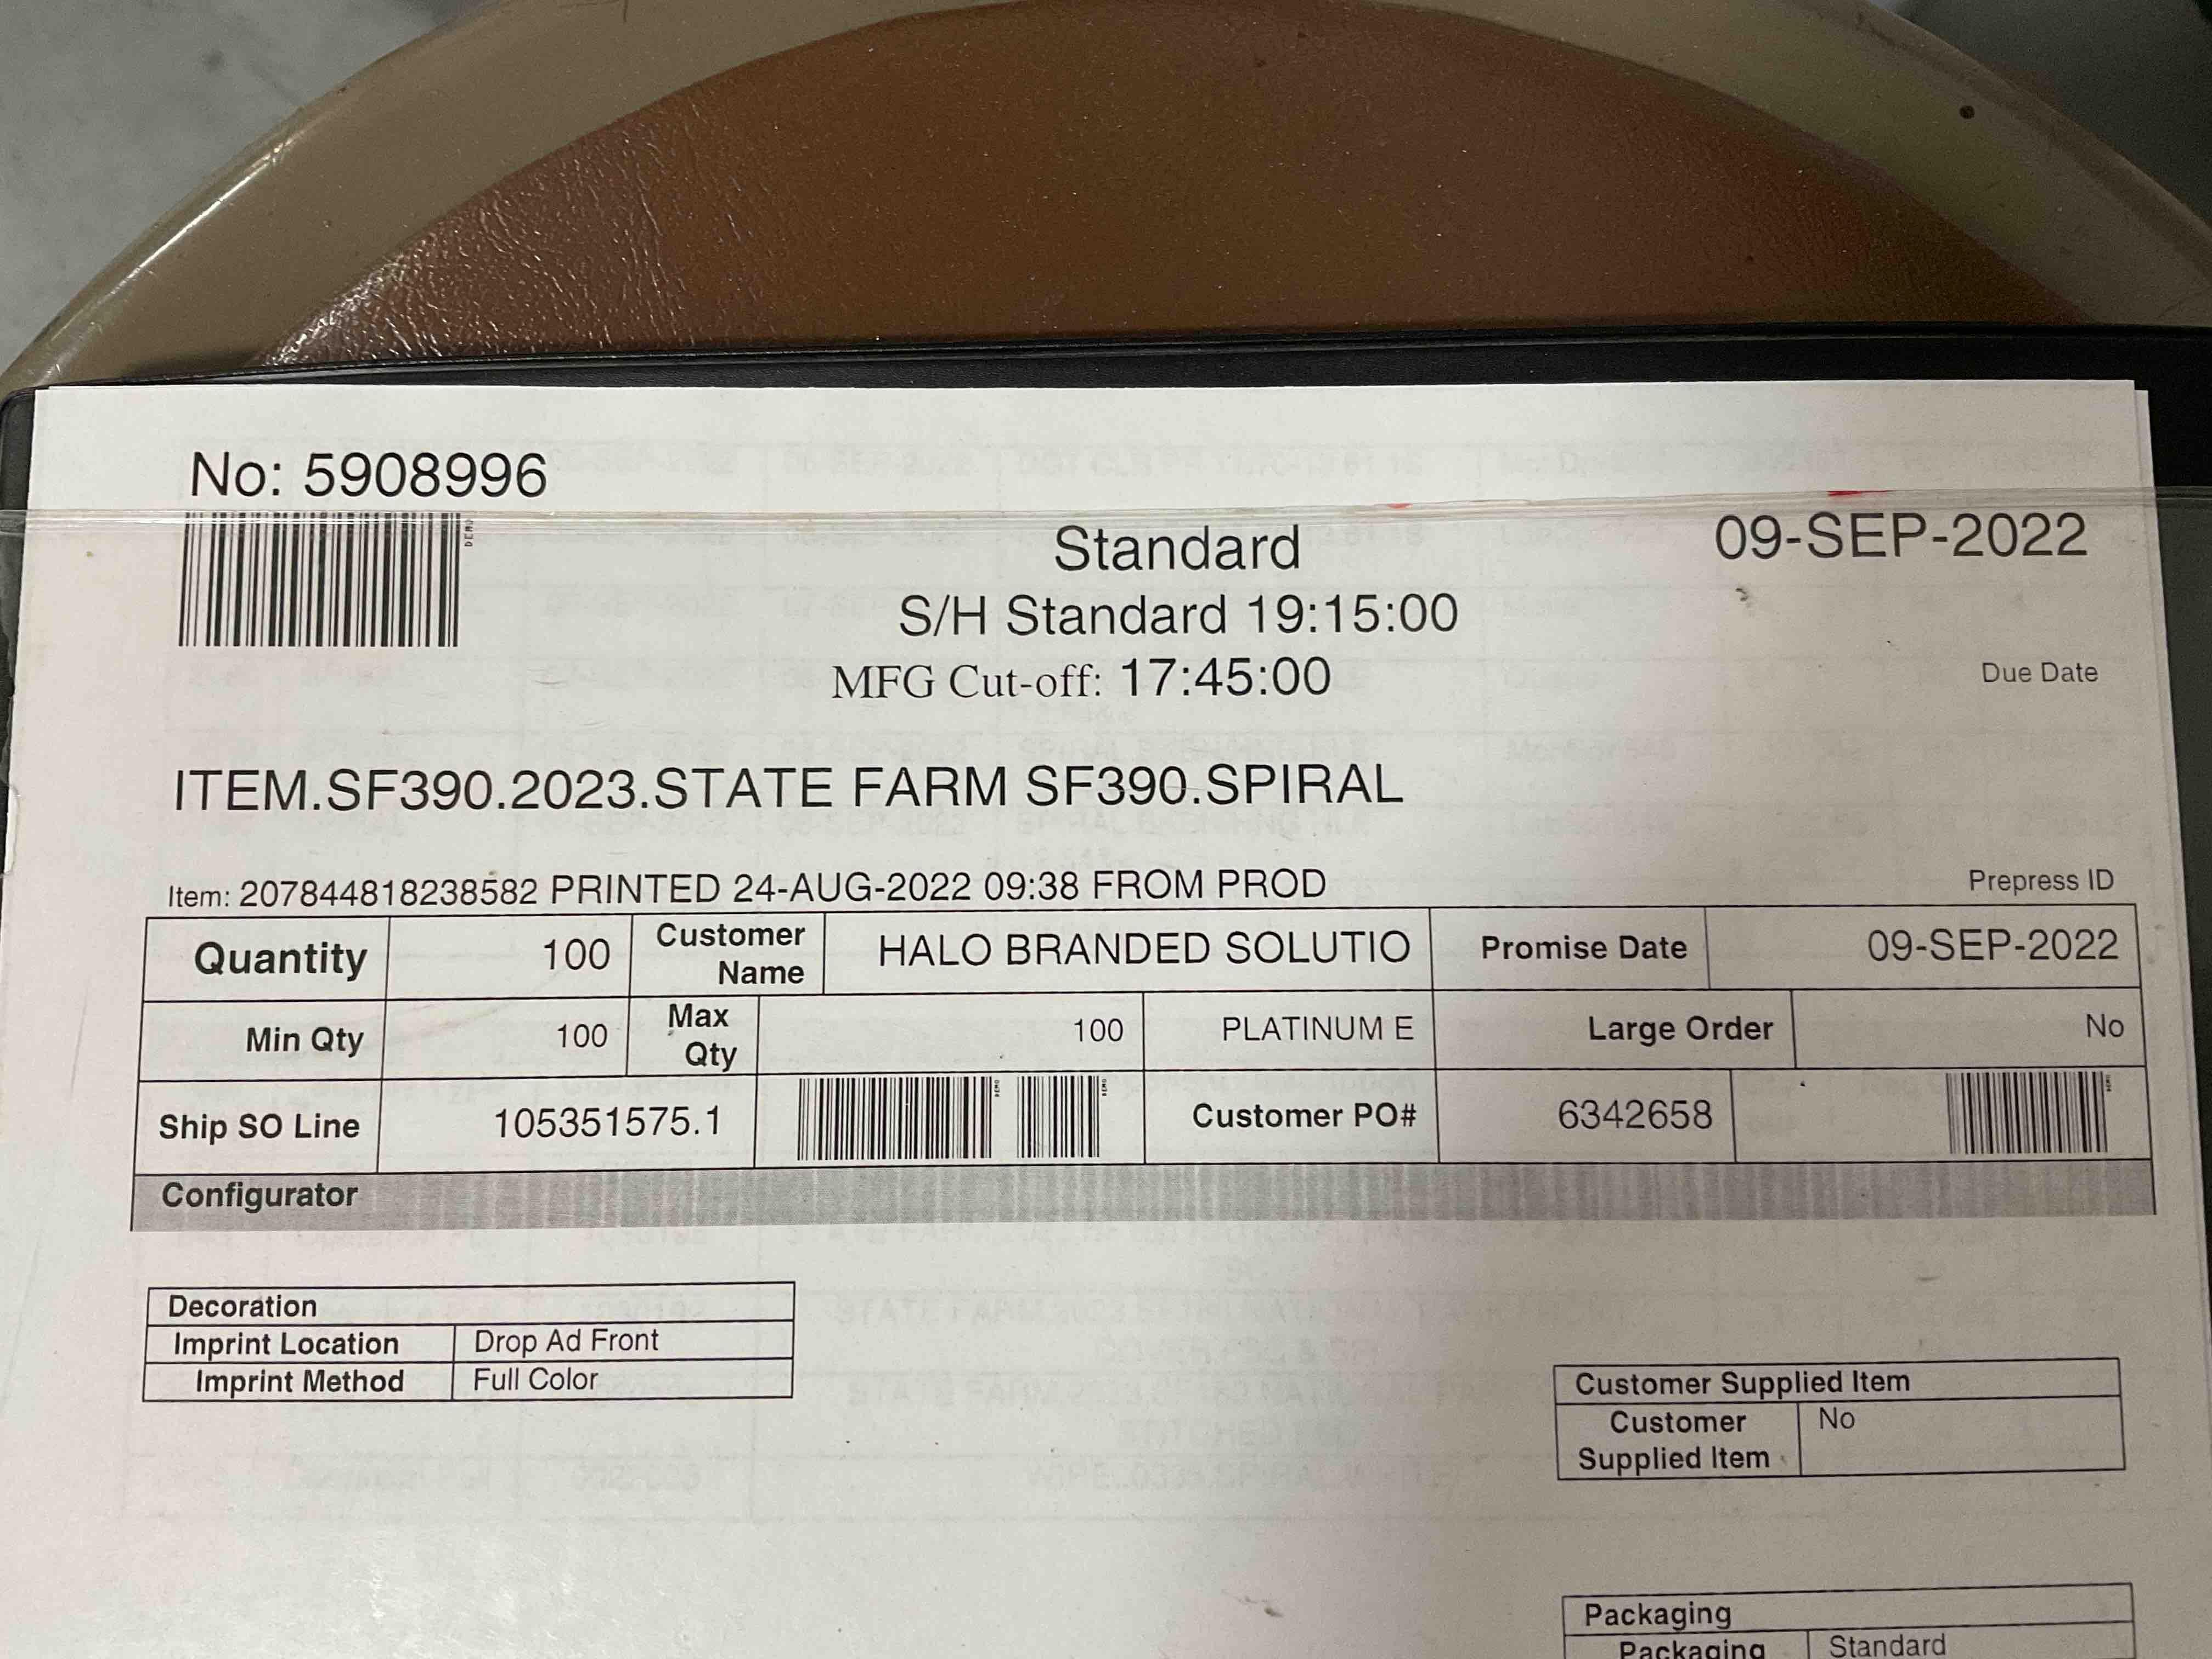 No: 5908996
DEMO
Standard
09-SEP-2022
S/H Standard 19:15:00
MFG Cut-off: 17:45:00
Due Date
ITEM.SF390.2023.STATE FARM SF390.SPIRAL
Item: 207844818238582 PRINTED 24-AUG-2022 09:38 FROM PROD
Prepress ID
Quantity 100 Customer Name HALO BRANDED SOLUTIO Promise Date 09-SEP-2022
Min Qty 100 Max Qty 100 PLATINUM E Large Order No
Ship SO Line 105351575.1 DEMO DEMO Customer PO# 6342658 DEMO
Configurator
Decoration
Imprint Location Drop Ad Front
Imprint Method Full Color
Customer Supplied Item
Customer Supplied Item No
Packaging
Packaging Standard